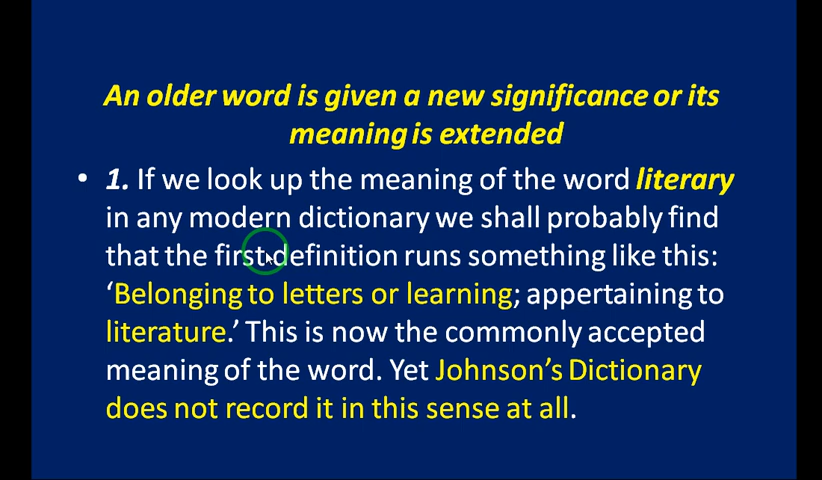 An older word is given a new significance or its
meaning is extended
• 1. If we look up the meaning of the word literary
in any modern dictionary we shall probably find
that the first definition runs something like this:
‘Belonging to letters or learning; appertaining to
literature.’ This is now the commonly accepted
meaning of the word. Yet Johnson’s Dictionary
does not record it in this sense at all.